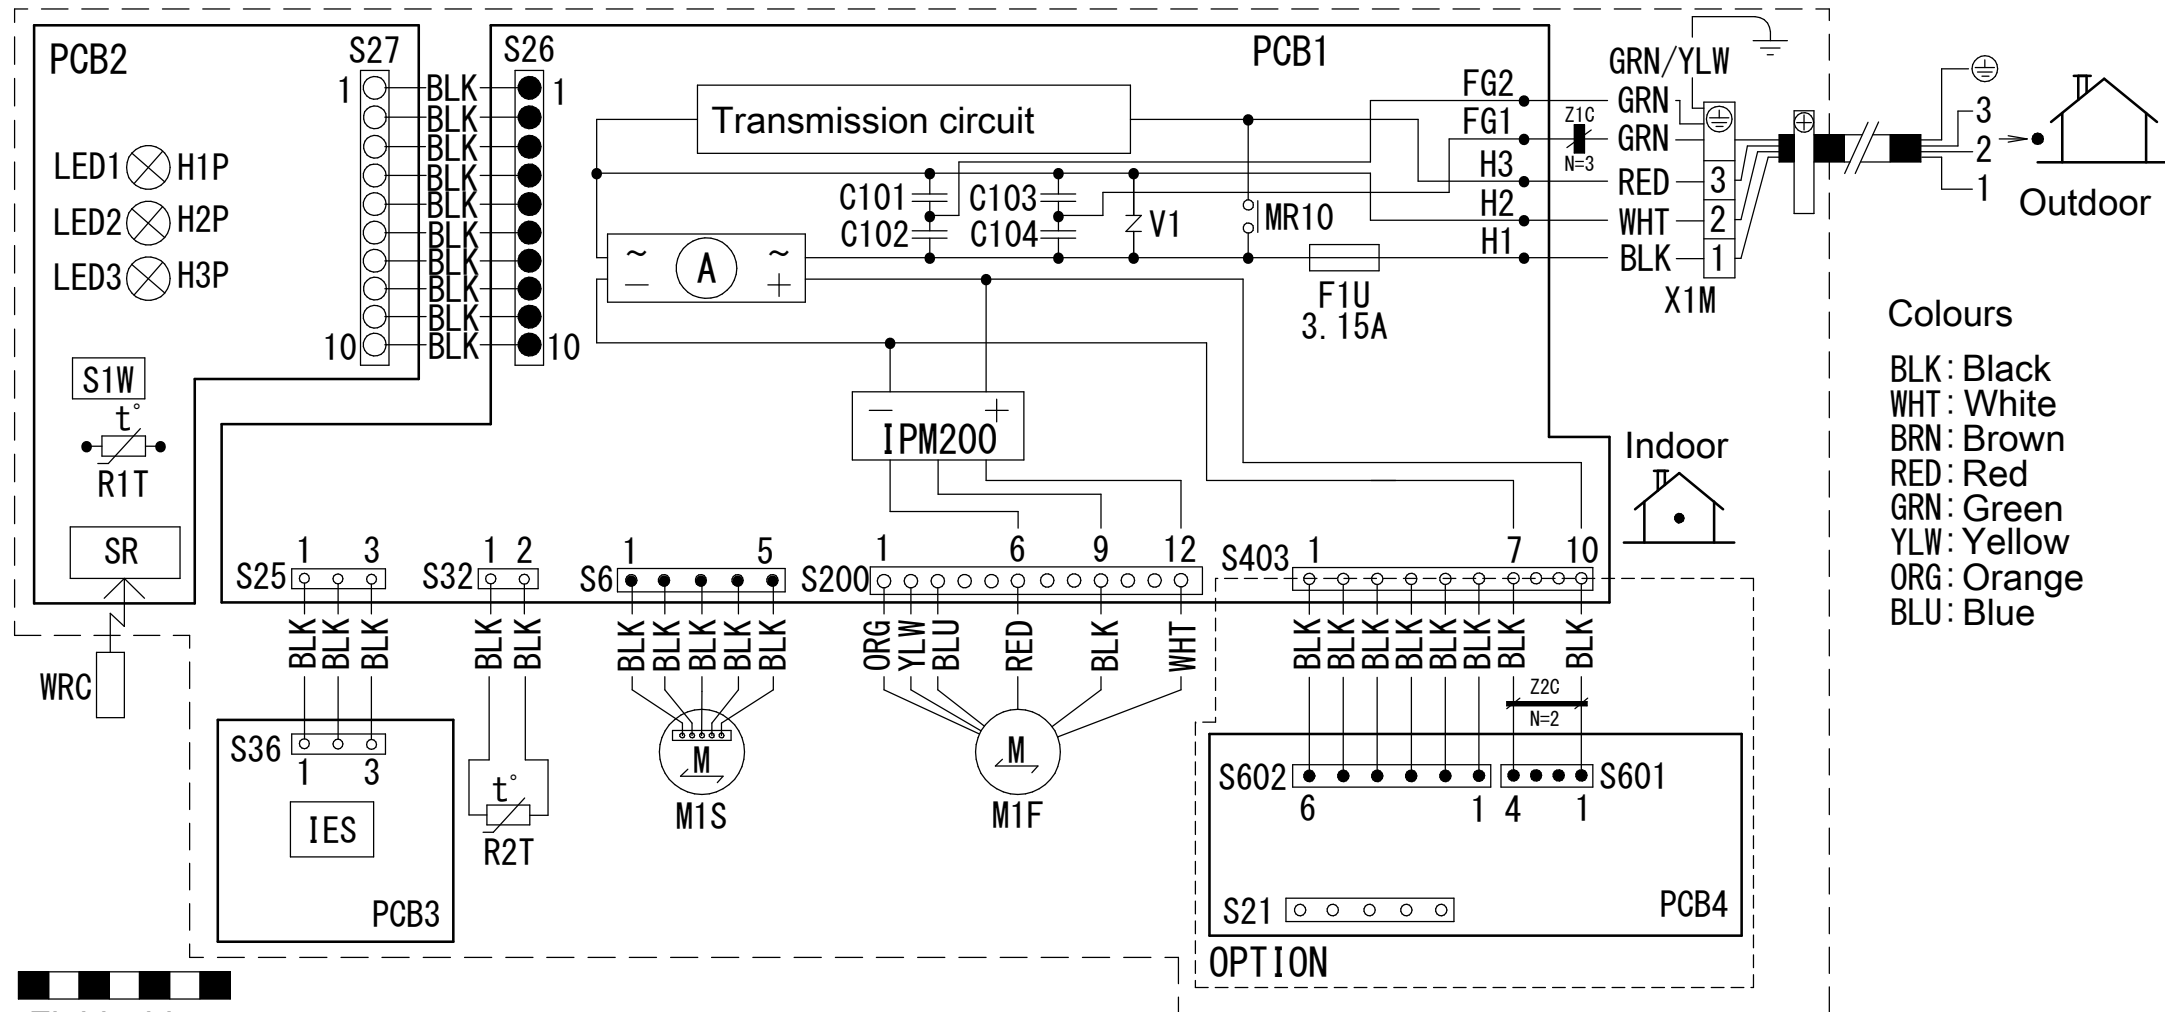 PCB2
S27
1
10
LED1 H1P
LED2 H2P
LED3 H3P
S1W
t°
R1T
SR
WRC
BLK
BLK
BLK
BLK
BLK
BLK
BLK
BLK
BLK
BLK
S26
1
10
PCB1
Transmission circuit
C101
C102
C103
C104
V1
MR10
~ A ~
− +
F1U
3.15A
− +
IPM200
FG2
FG1
H3
H2
H1
Z1C
N=3
GRN/YLW
GRN
GRN
RED
WHT
BLK
3
2
1
X1M
3
2
1
Outdoor
Indoor
Colours
BLK: Black
WHT: White
BRN: Brown
RED: Red
GRN: Green
YLW: Yellow
ORG: Orange
BLU: Blue
1 3
S25
BLK BLK BLK
S36
1 3
IES
PCB3
1 2
S32
BLK BLK
t°
R2T
1 5
S6
BLK BLK BLK BLK BLK
M
M1S
1 6 9 12
S200
ORG YLW BLU RED BLK WHT
M
M1F
S403 1 7 10
BLK BLK BLK BLK BLK BLK BLK BLK
Z2C
N=2
S602
6 1
S601
4 1
S21
PCB4
OPTION